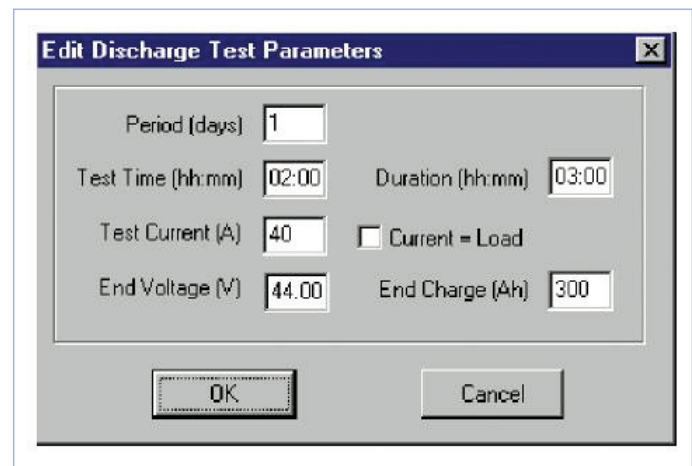 Edit Discharge Test Parameters
Period (days) 1
Test Time (hh:mm) 02:00 Duration (hh:mm) 03:00
Test Current (A) 40 Current = Load
End Voltage (V) 44.00 End Charge (Ah) 300
OK Cancel